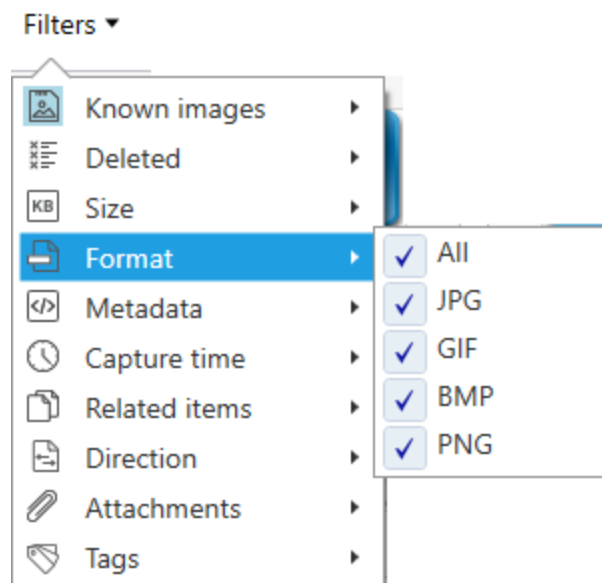 Filters
Known images
Deleted
KB Size
Format
All
JPG
GIF
BMP
PNG
Metadata
Capture time
Related items
Direction
Attachments
Tags